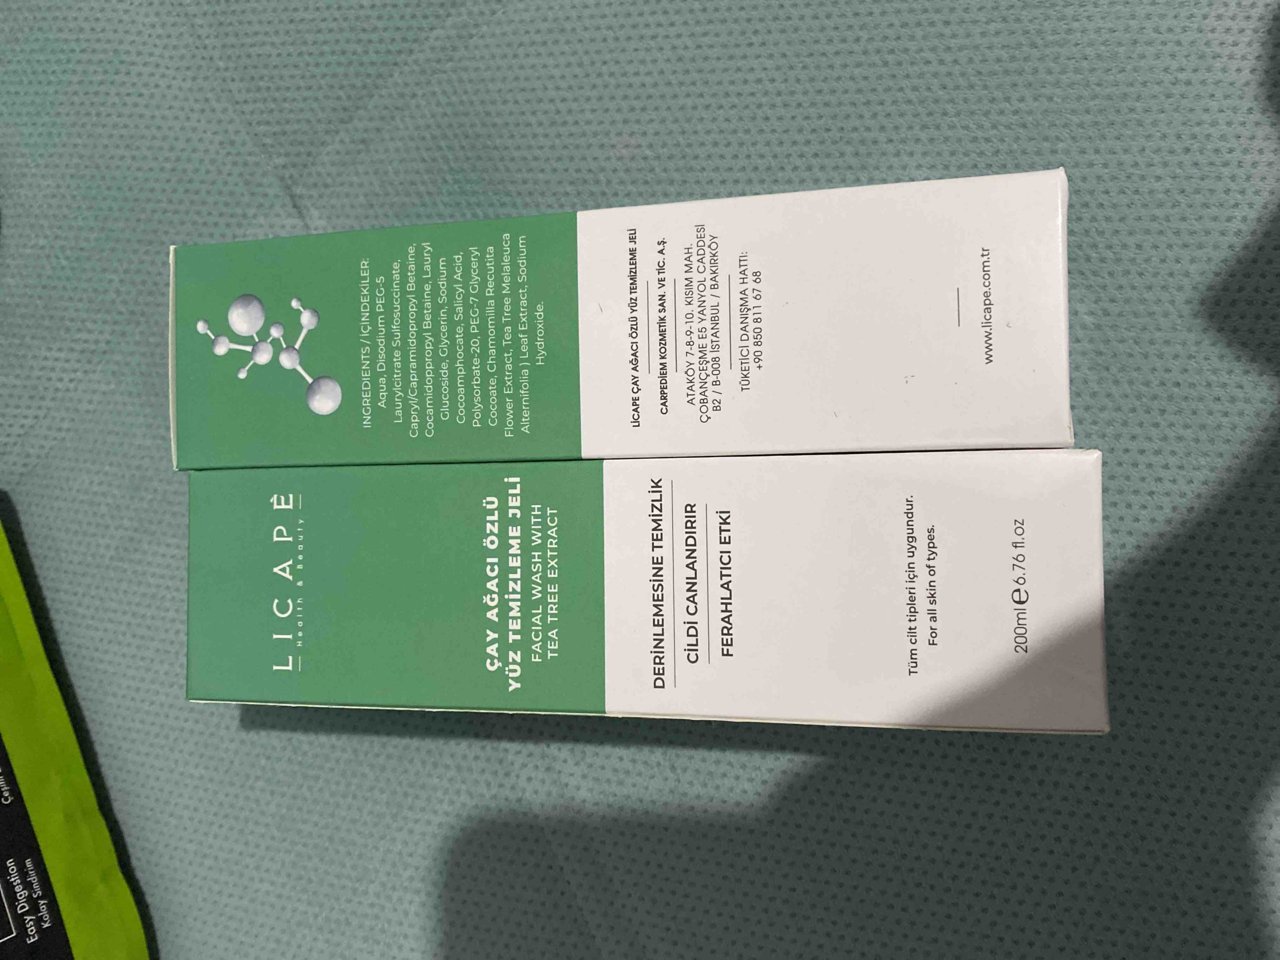 LICAPÈ
Health & Beauty
ÇAY AĞACI ÖZLÜ
YÜZ TEMİZLEME JELİ
FACIAL WASH WITH
TEA TREE EXTRACT
DERİNLEMESİNE TEMİZLİK
CİLDİ CANLANDIRIR
FERAHLATICI ETKİ
Tüm cilt tipleri için uygundur.
For all skin of types.
200ml e 6.76 fl.oz
INGREDIENTS / İÇİNDEKİLER:
Aqua, Disodium PEG-5
Laurylcitrate Sulfosuccinate,
Capryl/Capramidopropyl Betaine,
Cocamidoppropyl Betaine, Lauryl
Glucoside, Glycerin, Sodium
Cocoamphocate, Salicyl Acid,
Polysorbate-20, PEG-7 Glyceryl
Cocoate, Chamomilla Recutita
Flower Extract, Tea Tree Melaleuca
Alternifolia ) Leaf Extract, Sodium
Hydroxide.
LİCAPE ÇAY AĞACI ÖZLÜ YÜZ TEMİZLEME JELİ
CARPEDİEM KOZMETİK SAN. VE TİC. A.Ş.
ATAKÖY 7-8-9-10. KISIM MAH.
ÇOBANÇEŞME E5 YANYOL CADDESİ
B2 / B-008 İSTANBUL / BAKIRKÖY
TÜKETİCİ DANIŞMA HATTI:
+90 850 811 67 68
www.licape.com.tr
Easy Digestion
Kolay Sindirim